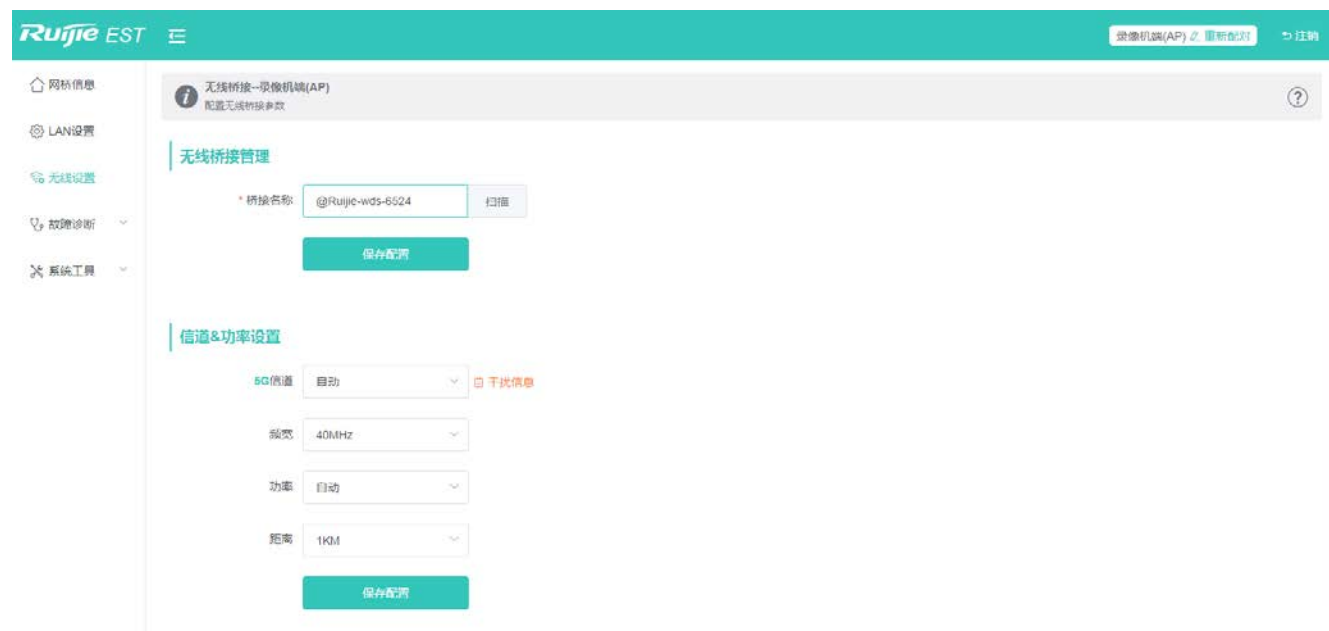 Ruijie EST
录像机端(AP) 重新配对
注销
网桥信息
LAN设置
无线设置
故障诊断
系统工具
无线桥接--录像机端(AP)
配置无线桥接参数
无线桥接管理
* 桥接名称 @Ruijie-wds-6524 扫描
保存配置
信道&功率设置
5G信道 自动 干扰信息
频宽 40MHz
功率 自动
距离 1KM
保存配置